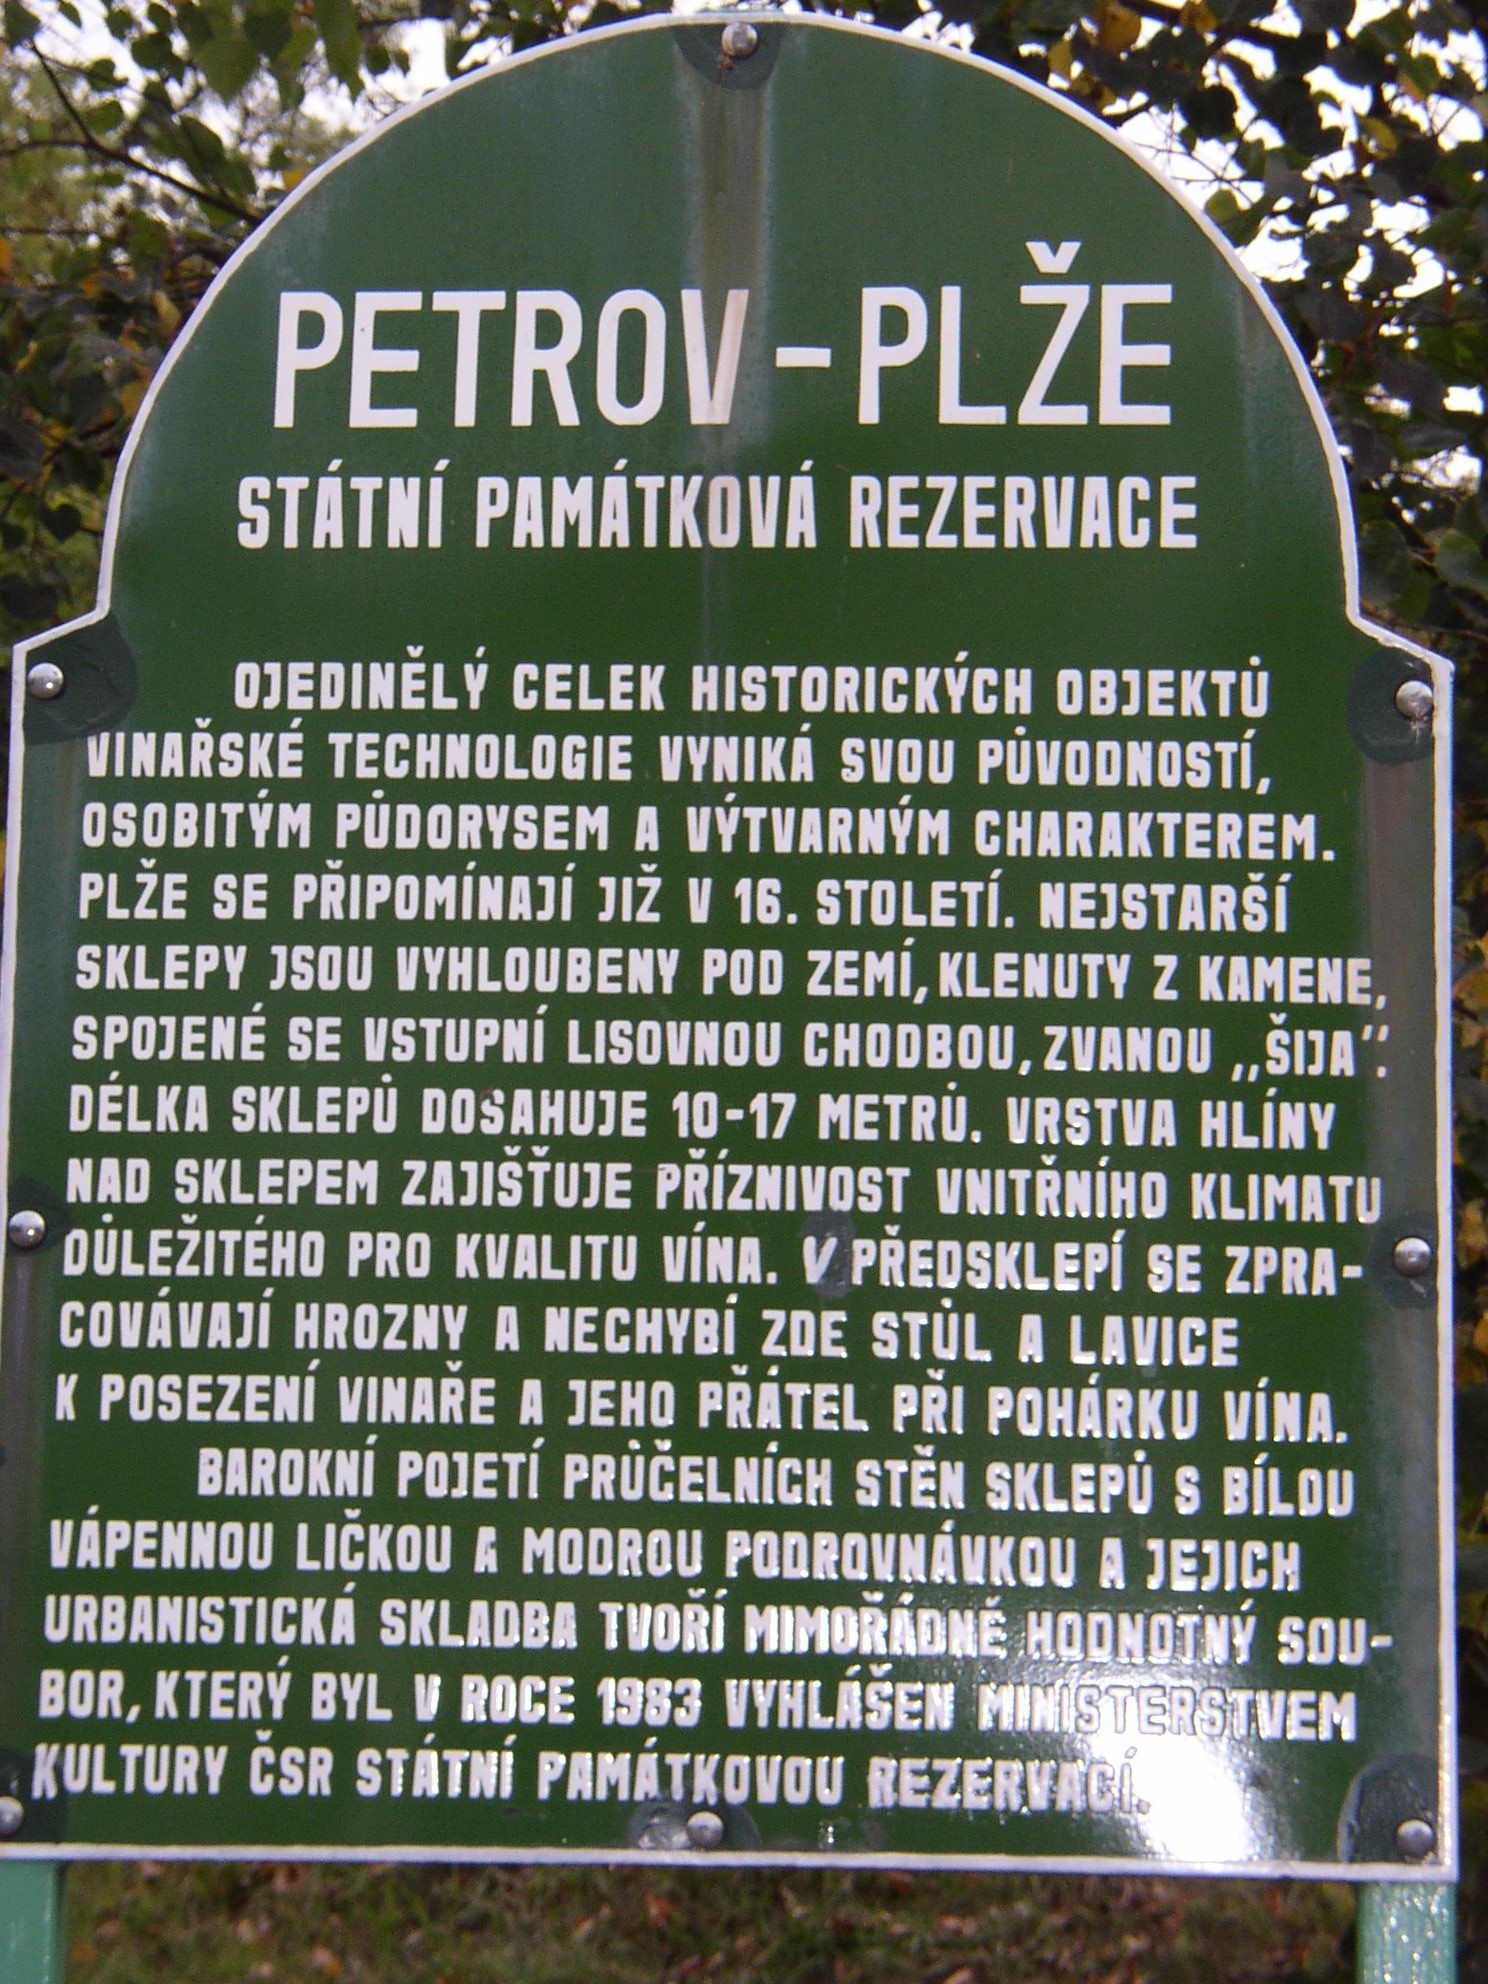 PETROV - PLŽE
STÁTNÍ PAMÁTKOVÁ REZERVACE
OJEDINĚLÝ CELEK HISTORICKÝCH OBJEKTŮ
VINAŘSKÉ TECHNOLOGIE VYNIKÁ SVOU PŮVODNOSTÍ,
OSOBITÝM PŮDORYSEM A VÝTVARNÝM CHARAKTEREM.
PLŽE SE PŘIPOMÍNAJÍ JIŽ V 16. STOLETÍ. NEJSTARŠÍ
SKLEPY JSOU VYHLOUBENY POD ZEMÍ, KLENUTY Z KAMENE,
SPOJENÉ SE VSTUPNÍ LISOVNOU CHODBOU, ZVANOU „ŠIJA“.
DÉLKA SKLEPŮ DOSAHUJE 10-17 METRŮ. VRSTVA HLÍNY
NAD SKLEPEM ZAJIŠŤUJE PŘÍZNIVOST VNITŘNÍHO KLIMATU
DŮLEŽITÉHO PRO KVALITU VÍNA. V PŘEDSKLEPÍ SE ZPRA-
COVÁVAJÍ HROZNY A NECHYBÍ ZDE STŮL A LAVICE
K POSEZENÍ VINAŘE A JEHO PŘÁTEL PŘI POHÁRKU VÍNA.
BAROKNÍ POJETÍ PRŮČELNÍCH STĚN SKLEPŮ S BÍLOU
VÁPENNOU LIČKOU A MODROU PODROVNÁVKOU A JEJICH
URBANISTICKÁ SKLADBA TVOŘÍ MIMOŘÁDNĚ HODNOTNÝ SOU-
BOR, KTERÝ BYL V ROCE 1983 VYHLÁŠEN MINISTERSTVEM
KULTURY ČSR STÁTNÍ PAMÁTKOVOU REZERVACÍ.